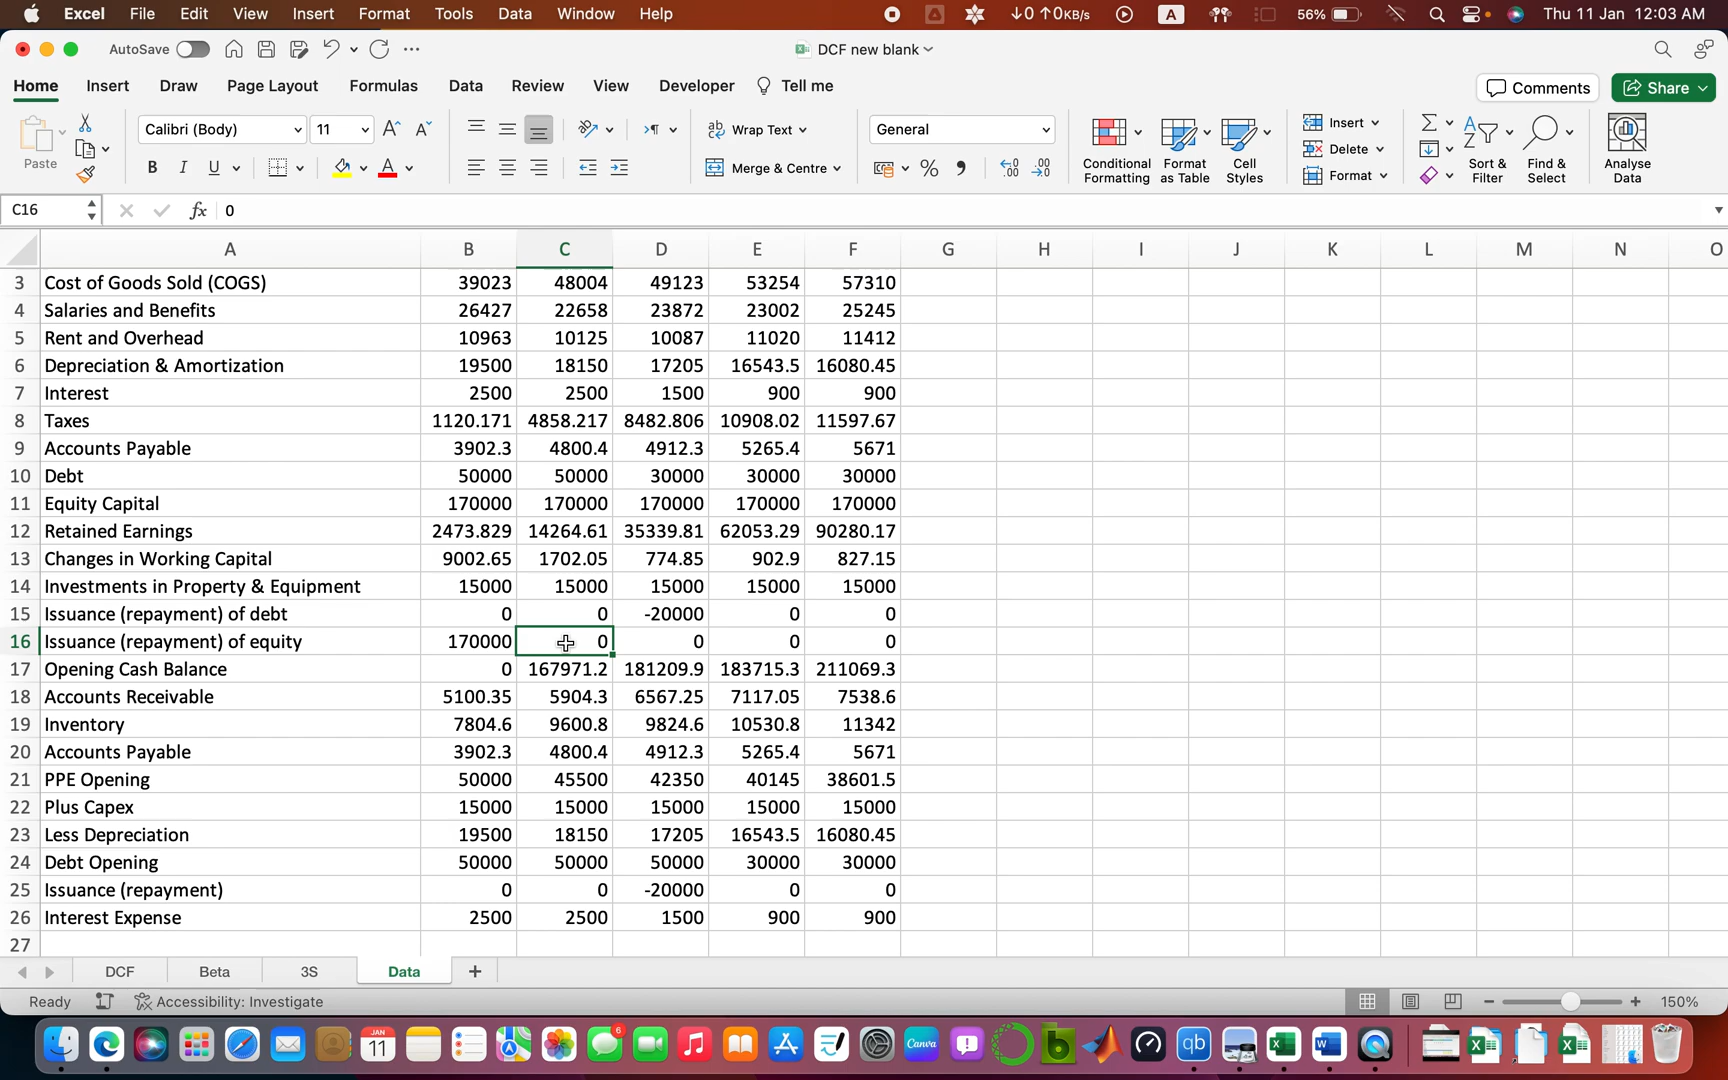 Excel File Edit View Insert Format Tools Data Window Help ↓0 ↑0KB/s A 56% Thu 11 Jan 12:03 AM
AutoSave DCF new blank
Home Insert Draw Page Layout Formulas Data Review View Developer Tell me Comments Share
Paste Calibri (Body) 11 A A Wrap Text General Insert
B I U A Merge & Centre % Delete
Conditional Formatting Format as Table Cell Styles Format Sort & Filter Find & Select Analyse Data
C16 fx 0
A B C D E F G H I J K L M N O
3 Cost of Goods Sold (COGS) 39023 48004 49123 53254 57310
4 Salaries and Benefits 26427 22658 23872 23002 25245
5 Rent and Overhead 10963 10125 10087 11020 11412
6 Depreciation & Amortization 19500 18150 17205 16543.5 16080.45
7 Interest 2500 2500 1500 900 900
8 Taxes 1120.171 4858.217 8482.806 10908.02 11597.67
9 Accounts Payable 3902.3 4800.4 4912.3 5265.4 5671
10 Debt 50000 50000 30000 30000 30000
11 Equity Capital 170000 170000 170000 170000 170000
12 Retained Earnings 2473.829 14264.61 35339.81 62053.29 90280.17
13 Changes in Working Capital 9002.65 1702.05 774.85 902.9 827.15
14 Investments in Property & Equipment 15000 15000 15000 15000 15000
15 Issuance (repayment) of debt 0 0 -20000 0 0
16 Issuance (repayment) of equity 170000 0 0 0 0
17 Opening Cash Balance 0 167971.2 181209.9 183715.3 211069.3
18 Accounts Receivable 5100.35 5904.3 6567.25 7117.05 7538.6
19 Inventory 7804.6 9600.8 9824.6 10530.8 11342
20 Accounts Payable 3902.3 4800.4 4912.3 5265.4 5671
21 PPE Opening 50000 45500 42350 40145 38601.5
22 Plus Capex 15000 15000 15000 15000 15000
23 Less Depreciation 19500 18150 17205 16543.5 16080.45
24 Debt Opening 50000 50000 50000 30000 30000
25 Issuance (repayment) 0 0 -20000 0 0
26 Interest Expense 2500 2500 1500 900 900
27
DCF Beta 3S Data
Ready Accessibility: Investigate 150%
JAN 11 6 Canva qb